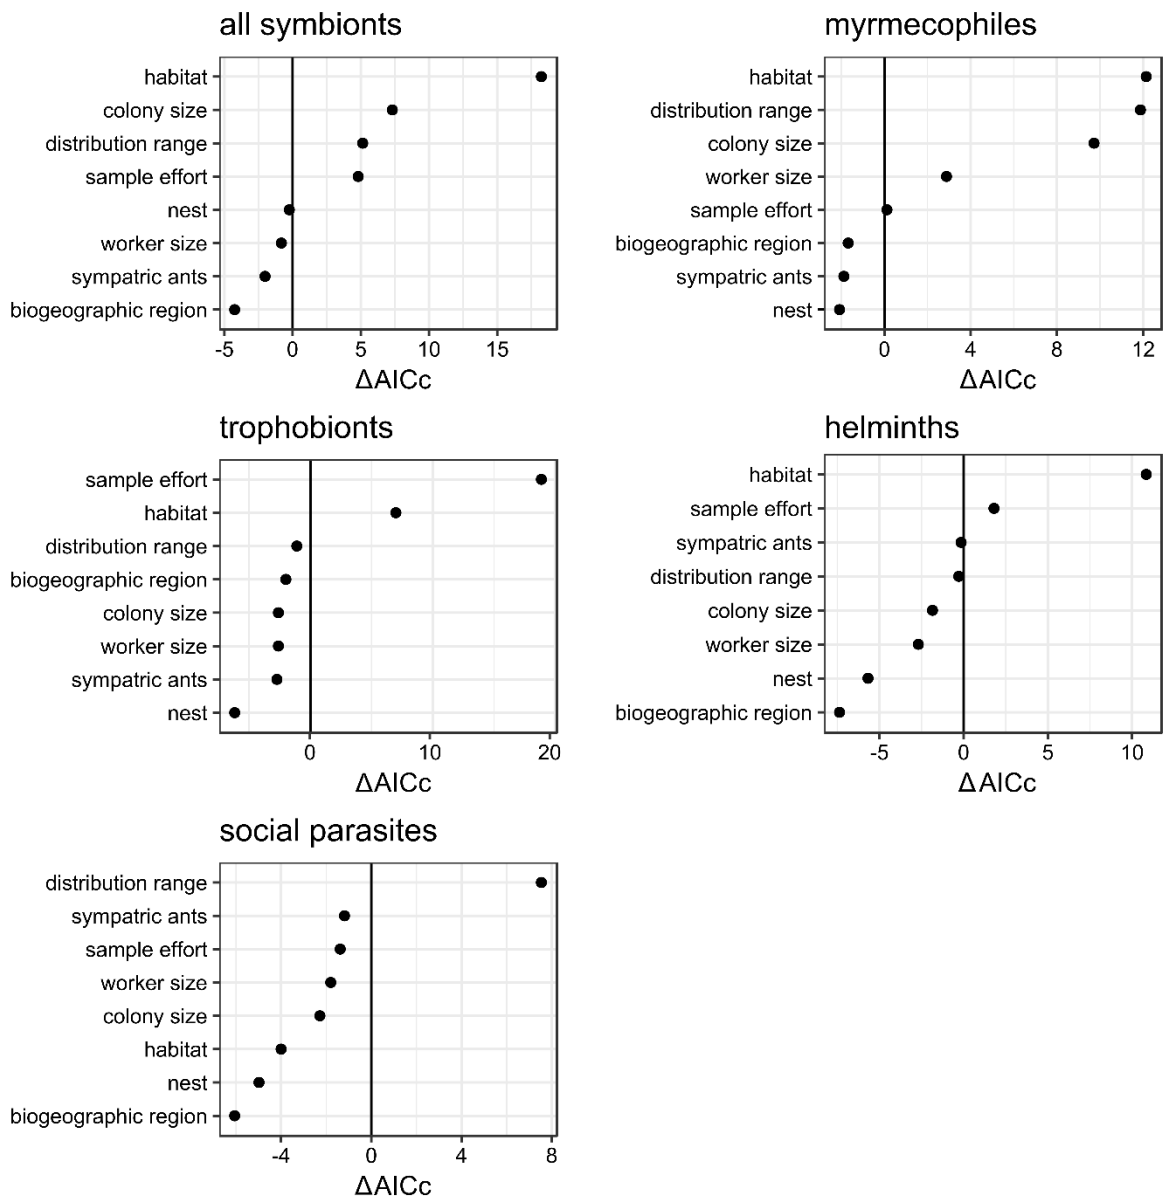 all symbionts
habitat
colony size
distribution range
sample effort
nest
worker size
sympatric ants
biogeographic region
-5 0 5 10 15
ΔAICc
myrmecophiles
habitat
distribution range
colony size
worker size
sample effort
biogeographic region
sympatric ants
nest
0 4 8 12
ΔAICc
trophobionts
sample effort
habitat
distribution range
biogeographic region
colony size
worker size
sympatric ants
nest
0 10 20
ΔAICc
helminths
habitat
sample effort
sympatric ants
distribution range
colony size
worker size
nest
biogeographic region
-5 0 5 10
Δ AICc
social parasites
distribution range
sympatric ants
sample effort
worker size
colony size
habitat
nest
biogeographic region
-4 0 4 8
ΔAICc